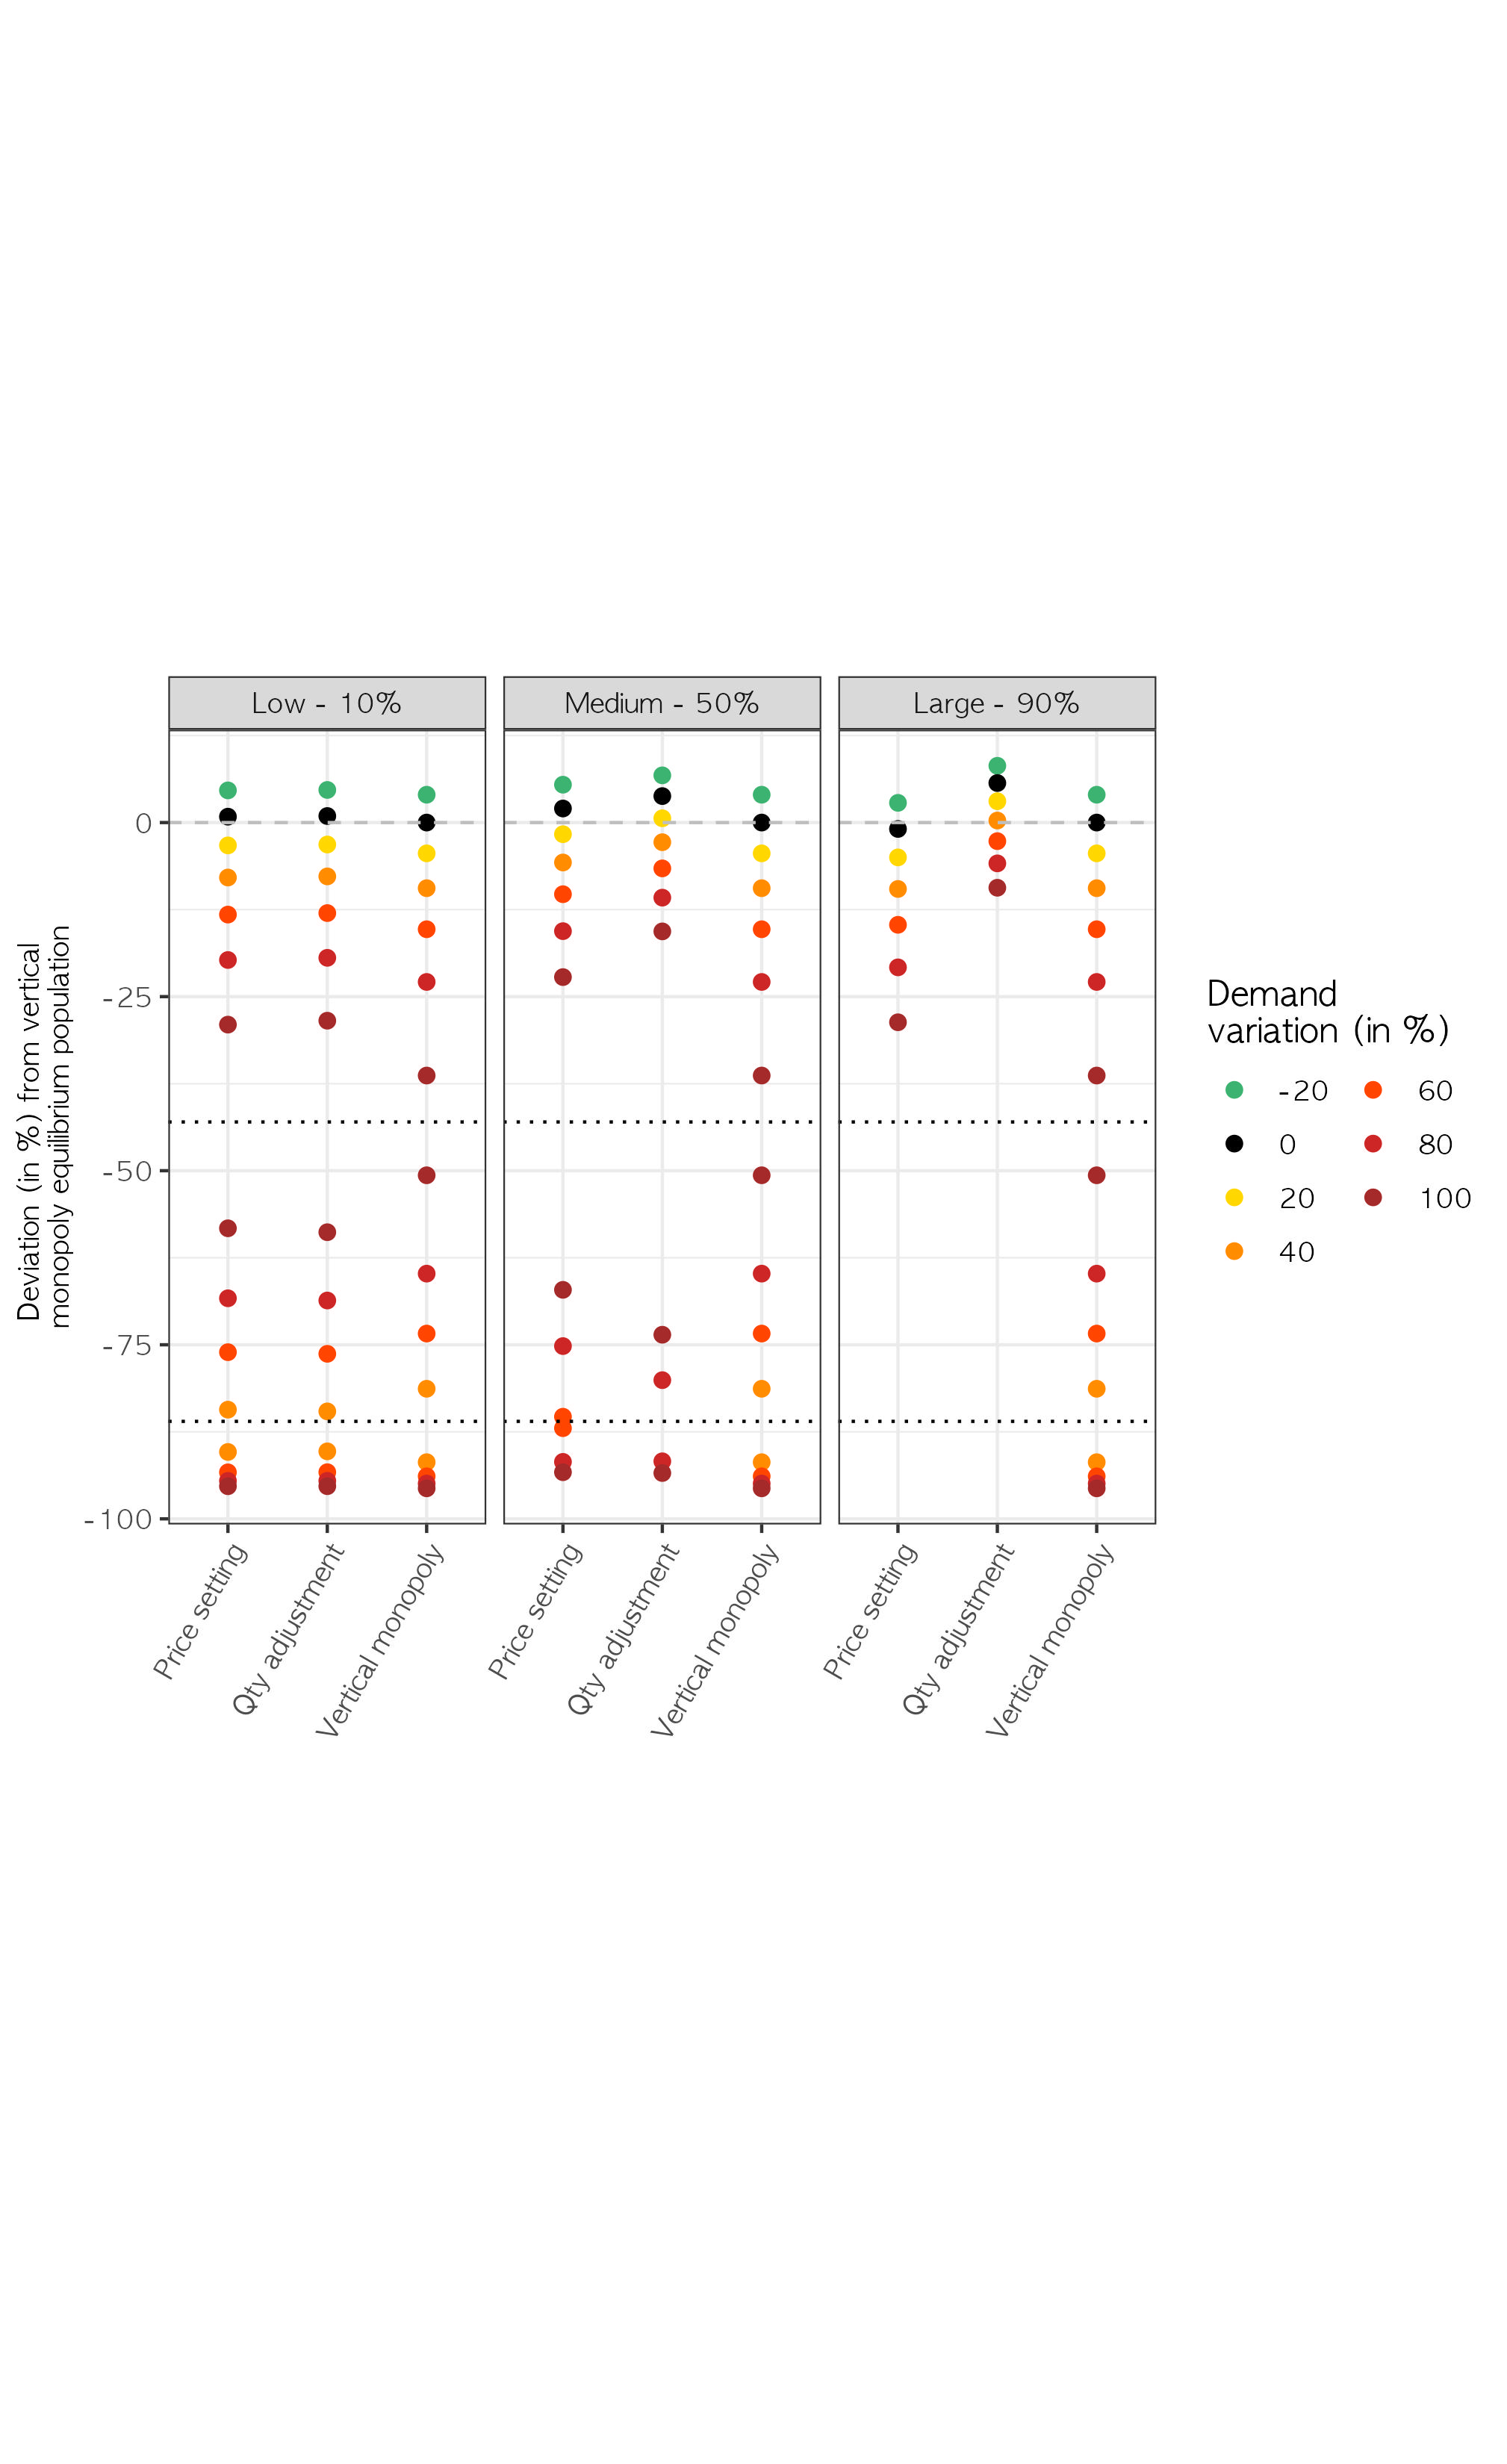 Low - 10%
Medium - 50%
Large - 90%
0
-25
-50
-75
-100
Deviation (in %) from vertical
monopoly equilibrium population
Price setting
Qty adjustment
Vertical monopoly
Price setting
Qty adjustment
Vertical monopoly
Price setting
Qty adjustment
Vertical monopoly
Demand
variation (in %)
-20
0
20
40
60
80
100